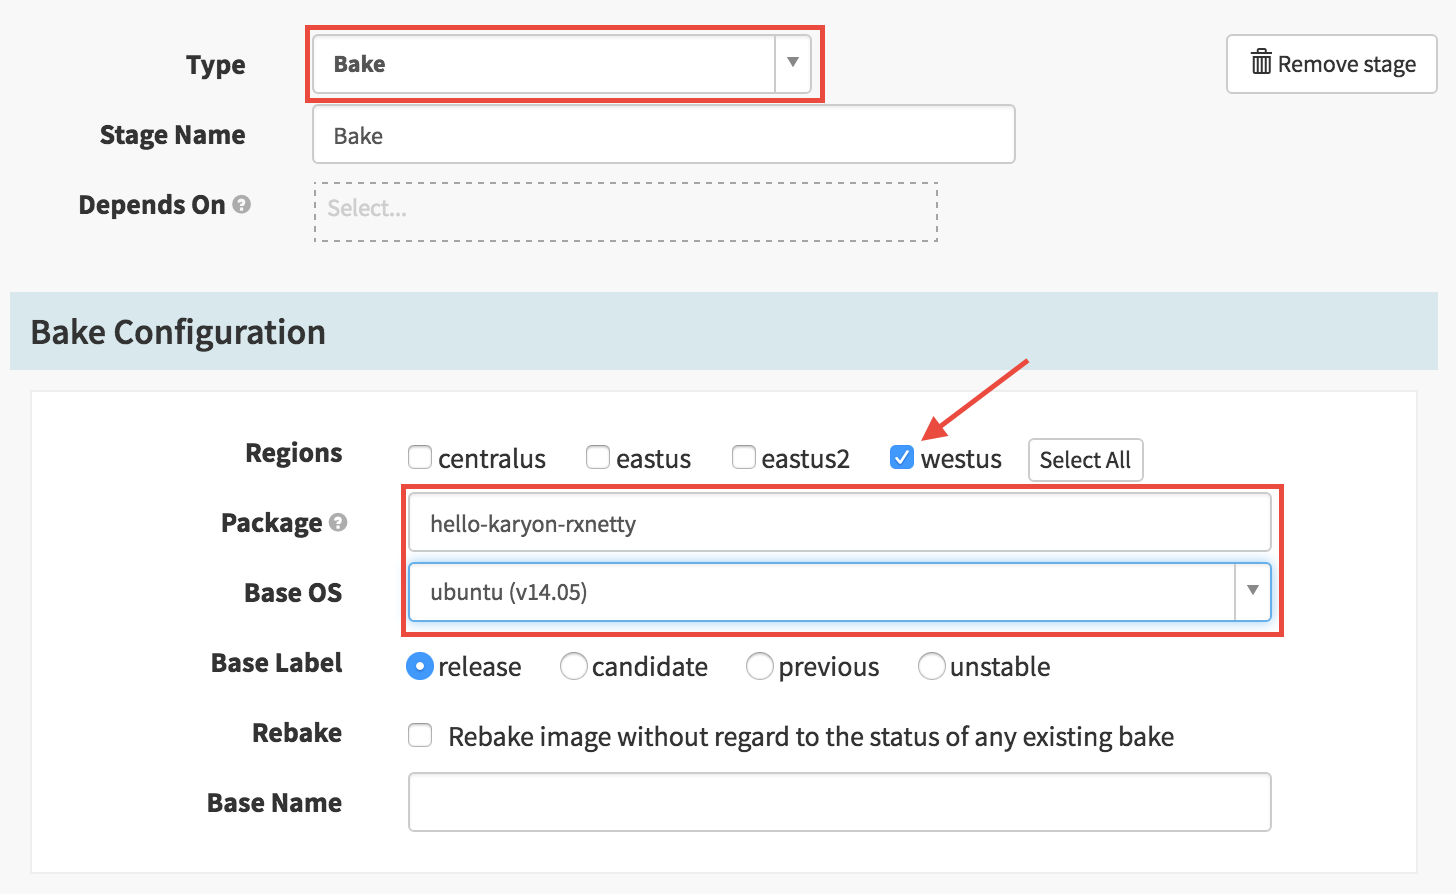 Type Bake Remove stage
Stage Name Bake
Depends On ? Select...
Bake Configuration
Regions centralus eastus eastus2 westus Select All
Package ? hello-karyon-rxnetty
Base OS ubuntu (v14.05)
Base Label release candidate previous unstable
Rebake Rebake image without regard to the status of any existing bake
Base Name